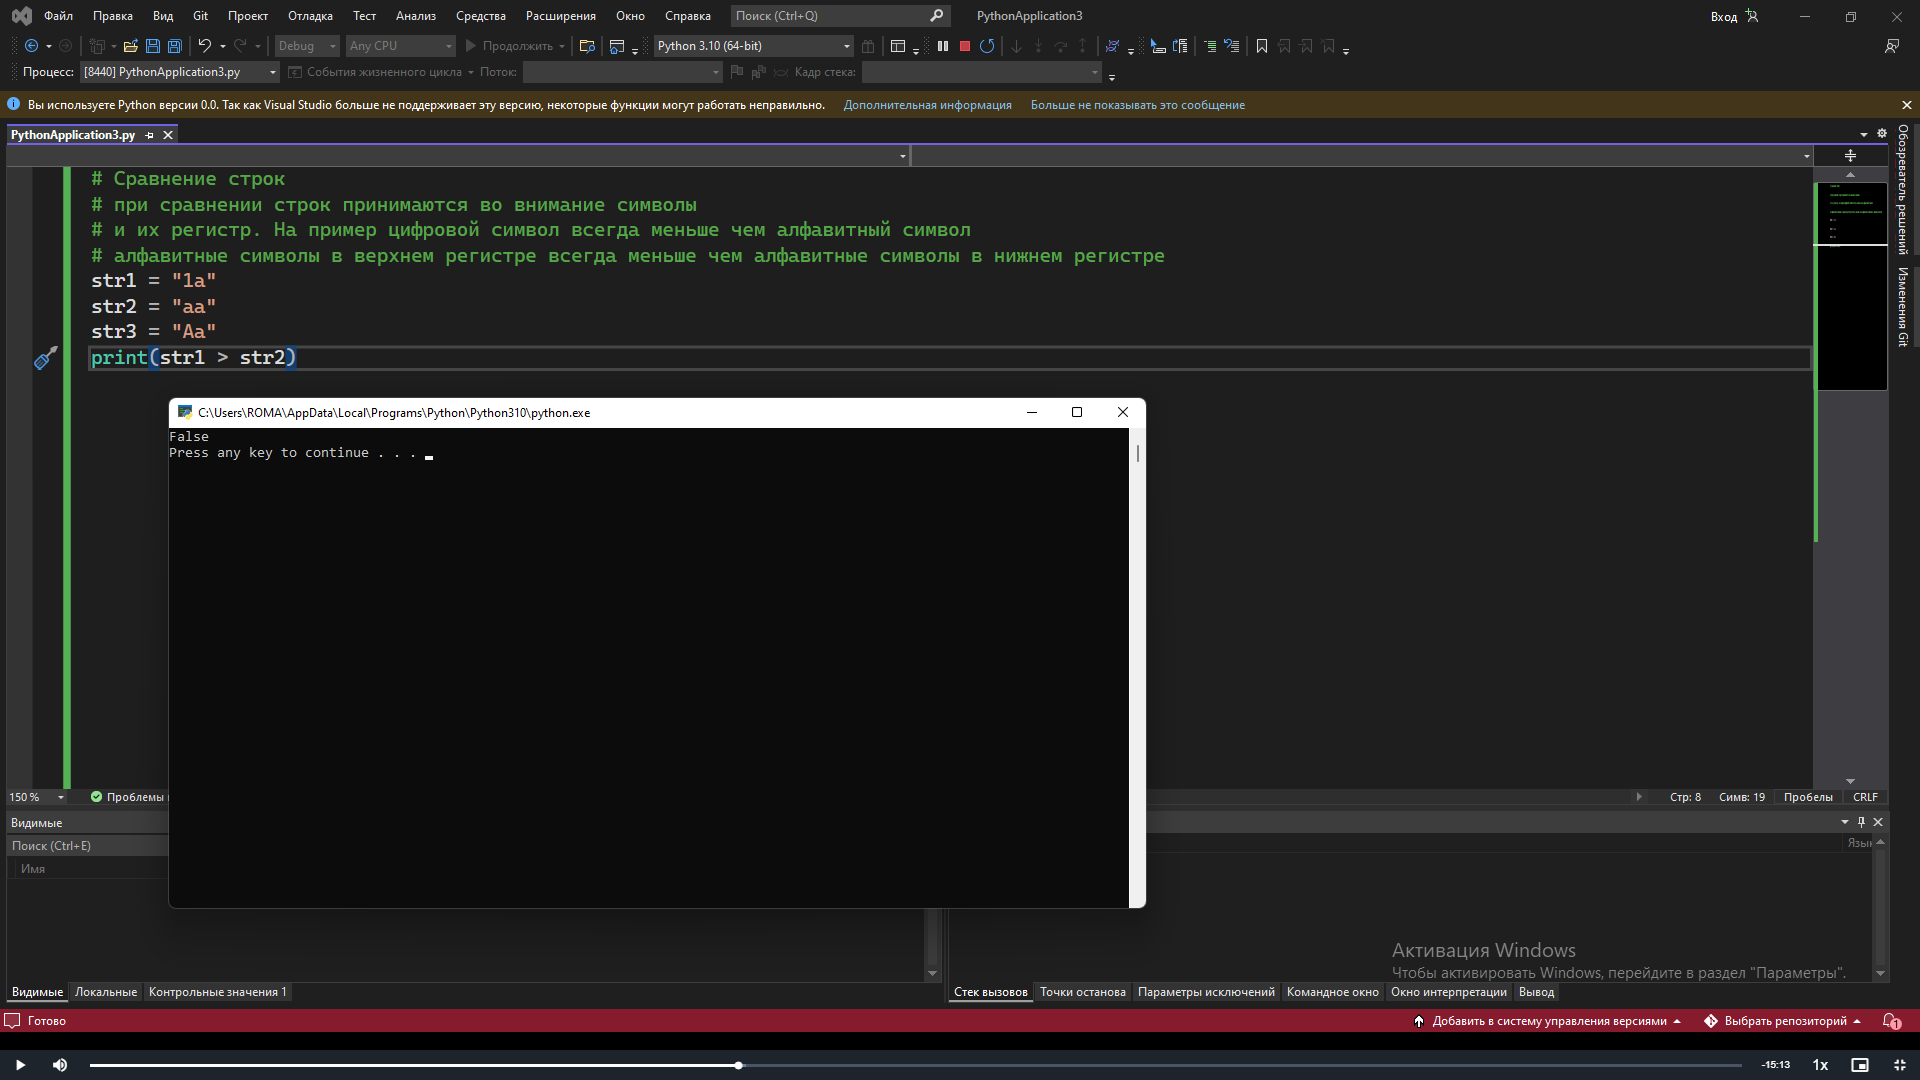 Файл Правка Вид Git Проект Отладка Тест Анализ Средства Расширения Окно Справка Поиск (Ctrl+Q) PythonApplication3 Вход
Debug Any CPU Продолжить Python 3.10 (64-bit)
Процесс: [8440] PythonApplication3.py События жизненного цикла Поток: Кадр стека:
Вы используете Python версии 0.0. Так как Visual Studio больше не поддерживает эту версию, некоторые функции могут работать неправильно. Дополнительная информация Больше не показывать это сообщение
PythonApplication3.py
Обозреватель решений
Изменения Git
# Сравнение строк
# при сравнении строк принимаются во внимание символы
# и их регистр. На пример цифровой символ всегда меньше чем алфавитный символ
# алфавитные символы в верхнем регистре всегда меньше чем алфавитные символы в нижнем регистре
str1 = "1a"
str2 = "aa"
str3 = "Aa"
print(str1 > str2)
C:\Users\ROMA\AppData\Local\Programs\Python\Python310\python.exe
False
Press any key to continue . . .
150 % Проблемы Стр: 8 Симв: 19 Пробелы CRLF
Видимые
Поиск (Ctrl+E)
Язык
Имя
Активация Windows
Чтобы активировать Windows, перейдите в раздел "Параметры".
Видимые Локальные Контрольные значения 1 Стек вызовов Точки останова Параметры исключений Командное окно Окно интерпретации Вывод
Готово Добавить в систему управления версиями Выбрать репозиторий 1
-15:13 1x